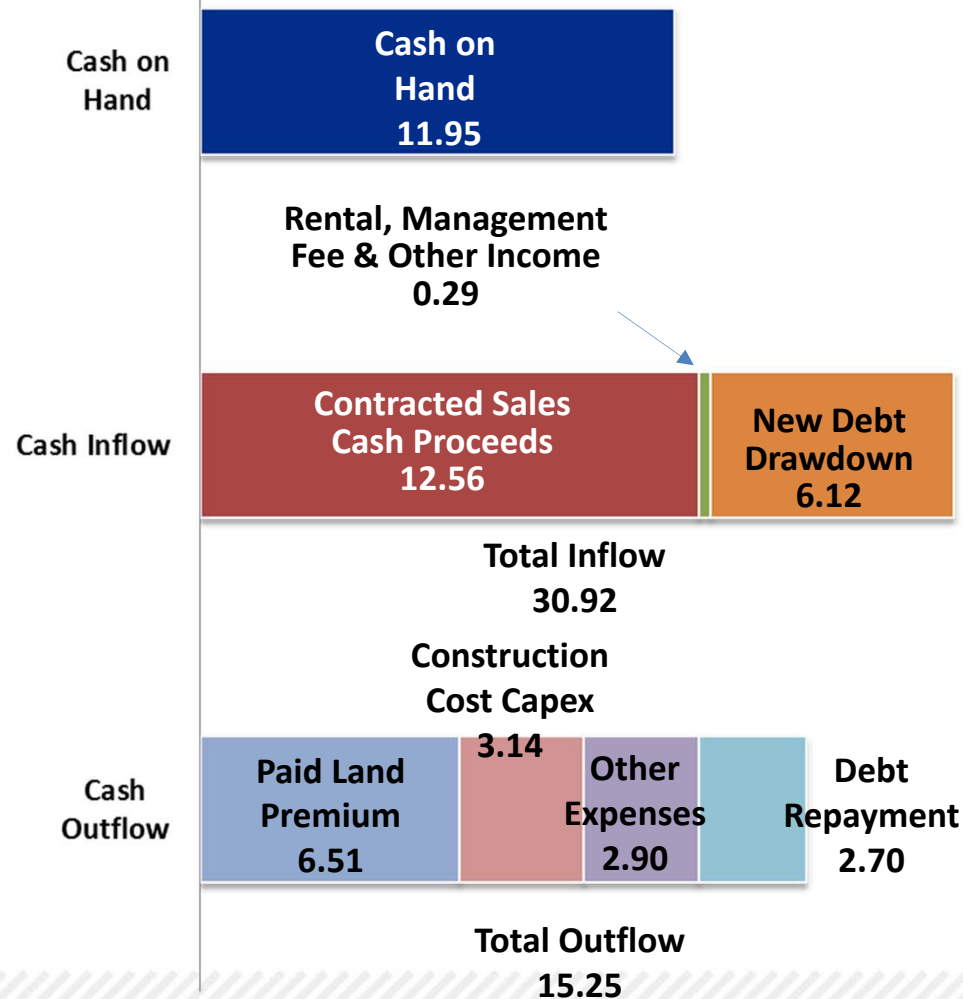 Cash on
Hand
Cash on
Hand
11.95
Rental, Management
Fee & Other Income
0.29
Cash Inflow
Contracted Sales
Cash Proceeds
12.56
New Debt
Drawdown
6.12
Total Inflow
30.92
Construction
Cost Capex
3.14
Cash
Outflow
Paid Land
Premium
6.51
Other
Expenses
2.90
Debt
Repayment
2.70
Total Outflow
15.25